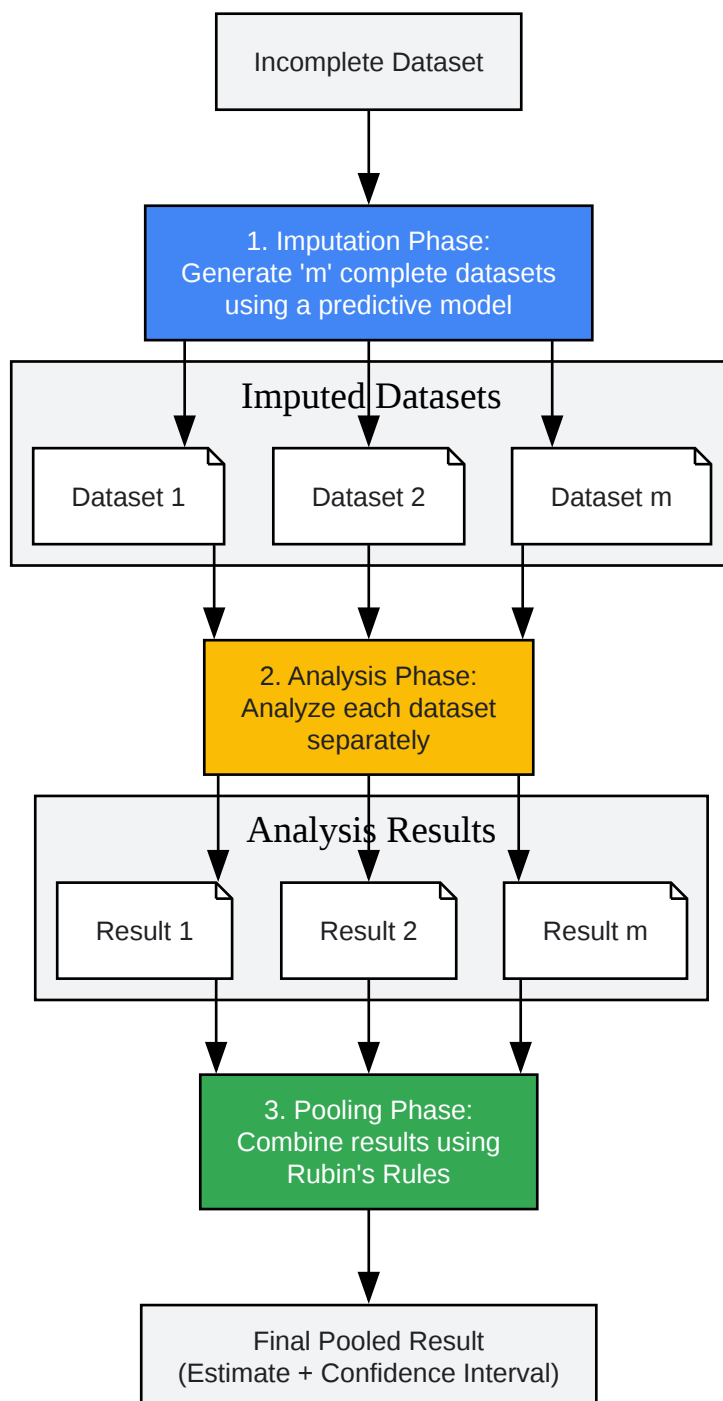 Incomplete Dataset
1. Imputation Phase:
Generate 'm' complete datasets
using a predictive model
Imputed Datasets
Dataset 1
Dataset 2
Dataset m
2. Analysis Phase:
Analyze each dataset
separately
Analysis Results
Result 1
Result 2
Result m
3. Pooling Phase:
Combine results using
Rubin's Rules
Final Pooled Result
(Estimate + Confidence Interval)